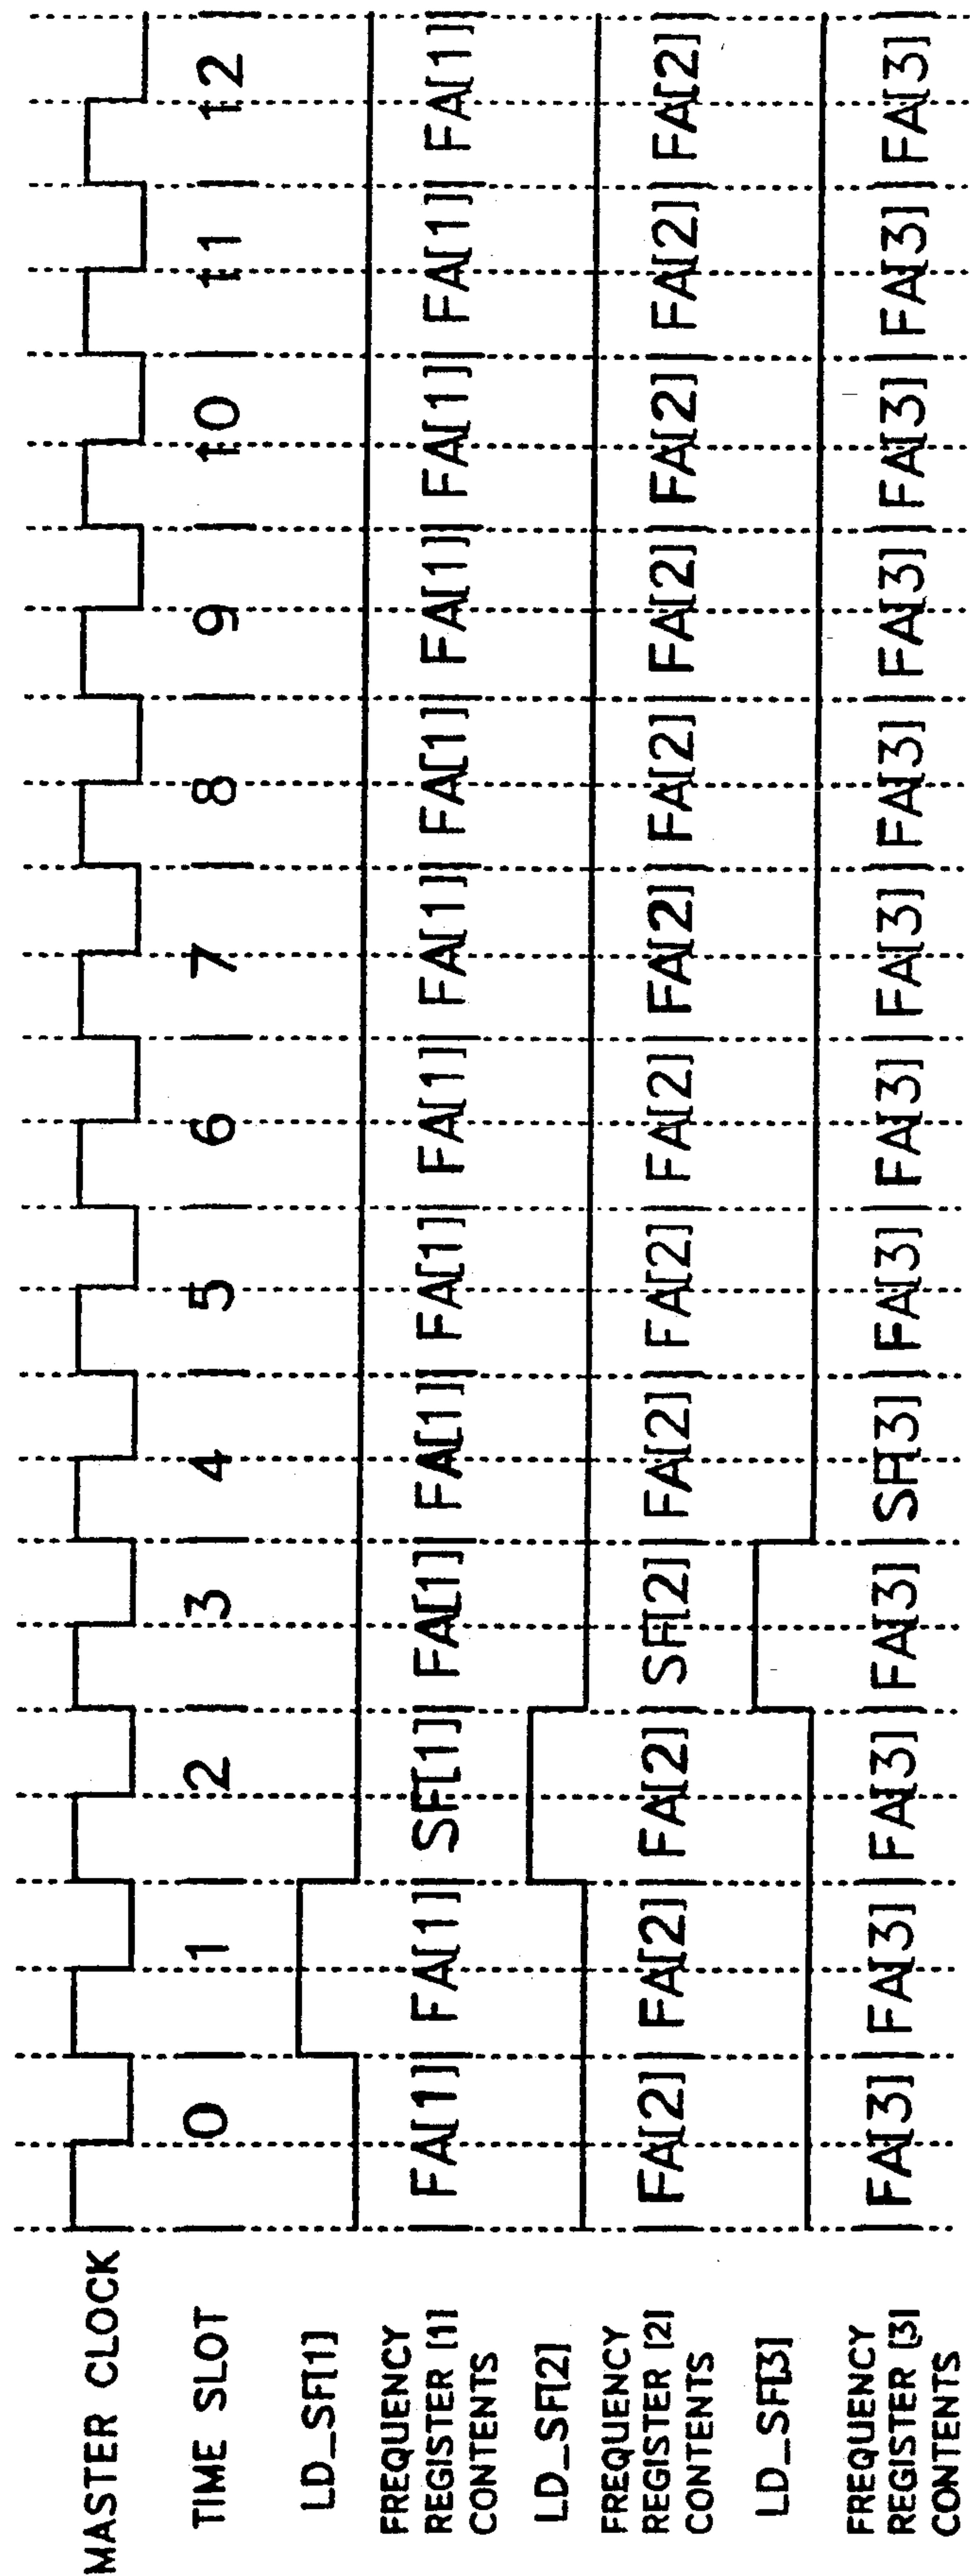 MASTER CLOCK
TIME SLOT | 0 | 1 | 2 | 3 | 4 | 5 | 6 | 7 | 8 | 9 | 10 | 11 | 12 |
LD_SF[1]
FREQUENCY
REGISTER [1]
CONTENTS
| FA[1] | FA[1] | SF[1] | FA[1] | FA[1] | FA[1] | FA[1] | FA[1] | FA[1] | FA[1] | FA[1] | FA[1] | FA[1] |
LD_SF[2]
FREQUENCY
REGISTER [2]
CONTENTS
| FA[2] | FA[2] | FA[2] | SF[2] | FA[2] | FA[2] | FA[2] | FA[2] | FA[2] | FA[2] | FA[2] | FA[2] | FA[2] |
LD_SF[3]
FREQUENCY
REGISTER [3]
CONTENTS
| FA[3] | FA[3] | FA[3] | FA[3] | SF[3] | FA[3] | FA[3] | FA[3] | FA[3] | FA[3] | FA[3] | FA[3] | FA[3] |